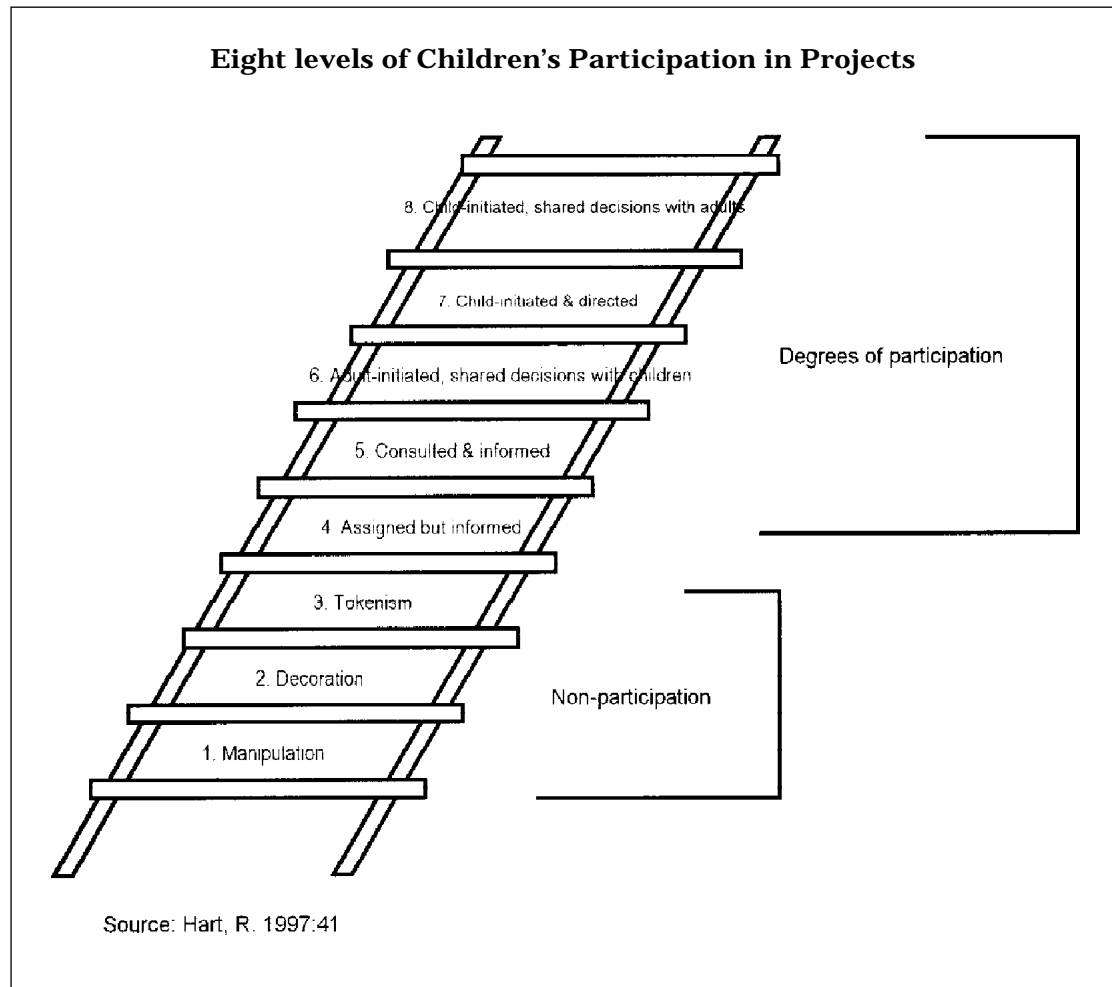 Eight levels of Children's Participation in Projects
8. Child-initiated, shared decisions with adults
7. Child-initiated & directed
Degrees of participation
6. Adult-initiated, shared decisions with children
5. Consulled & informed
4 Assigned but informed
3. Tokenism
2. Decoration
Non-participation
1. Manipulation
Source: Hart, R. 1997:41